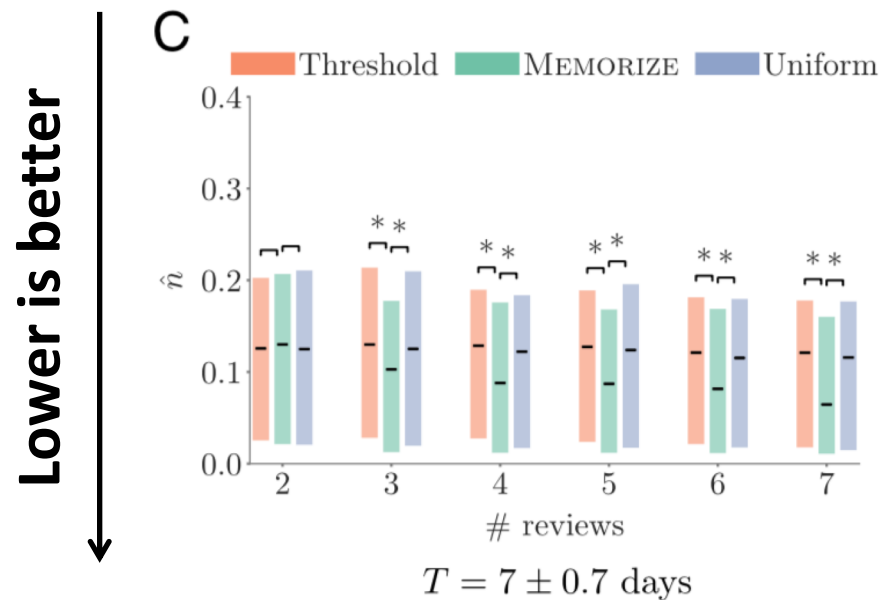 Lower is better
C
Threshold MEMORIZE Uniform
0.4
0.3
0.2
0.1
0.0
n̂
* *
* *
* *
* *
* *
2 3 4 5 6 7
# reviews
T = 7 ± 0.7 days